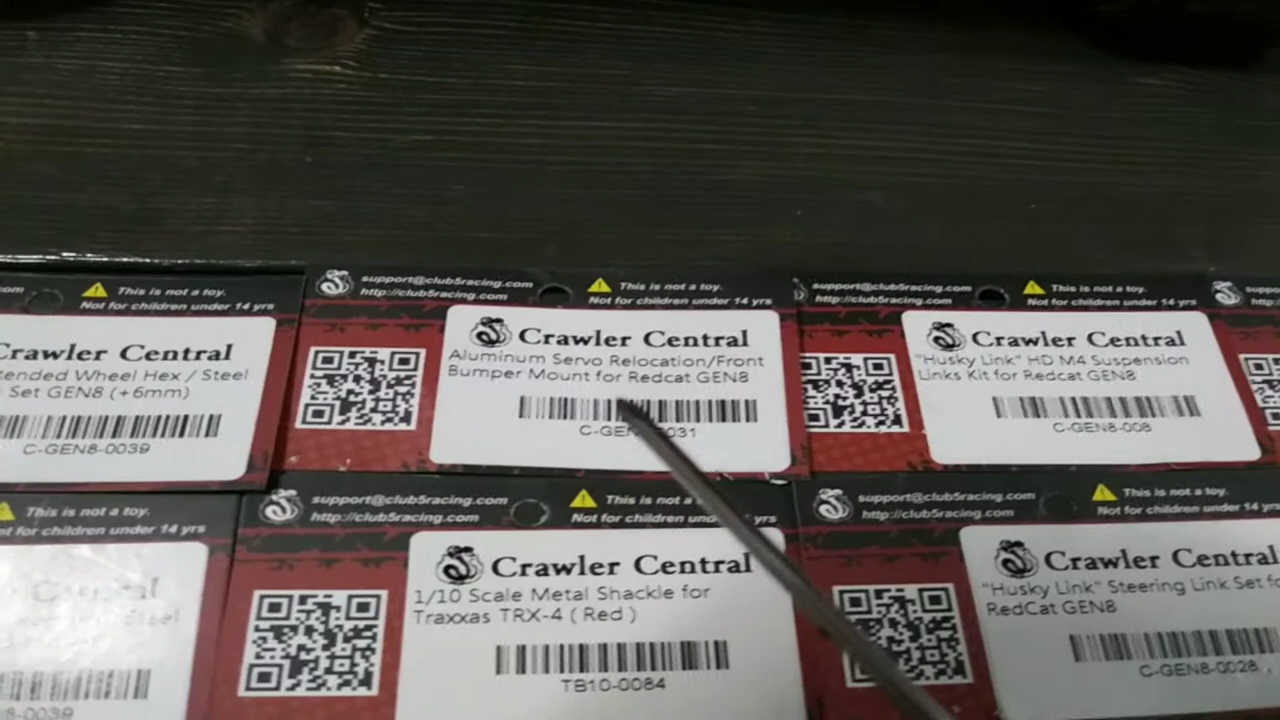 .com
This is not a toy.
Not for children under 14 yrs
Crawler Central
tended Wheel Hex / Steel
Set GEN8 (+6mm)
C-GEN8-0039
support@club5racing.com
http://club5racing.com
This is not a toy.
Not for children under 14 yrs
Crawler Central
Aluminum Servo Relocation/Front
Bumper Mount for Redcat GEN8
C-GEN 031
support@club5racing.com
http://club5racing.com
This is not a toy.
Not for children under 14 yrs
Crawler Central
"Husky Link" HD M4 Suspension
Links Kit for Redcat GEN8
C-GEN8-008
This is not a toy.
for children under 14 yrs
Central
Steel
8-0039
support@club5racing.com
http://club5racing.com
This is not a
Not for children und yrs
Crawler Central
1/10 Scale Metal Shackle for
Traxxas TRX-4 ( Red )
TB10-0084
support@club5racing.com
http://club5racing.com
This is not a toy.
Not for children under 14 yrs
Crawler Central
"Husky Link" Steering Link Set fo
RedCat GEN8
C-GEN8-0028